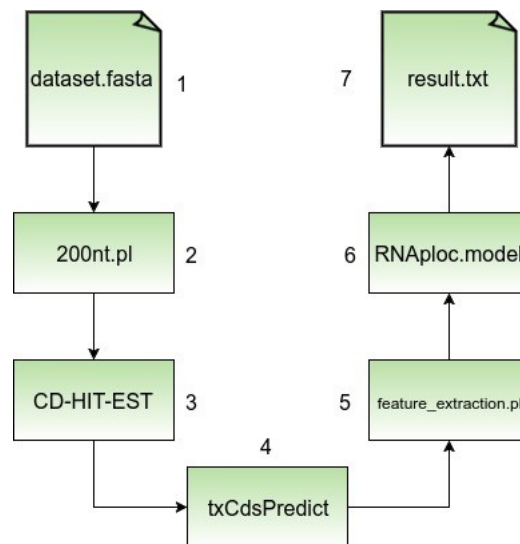 dataset.fasta
1
200nt.pl
2
CD-HIT-EST
3
4
txCdsPredict
5
feature_extraction.pl
6
RNAploc.model
7
result.txt